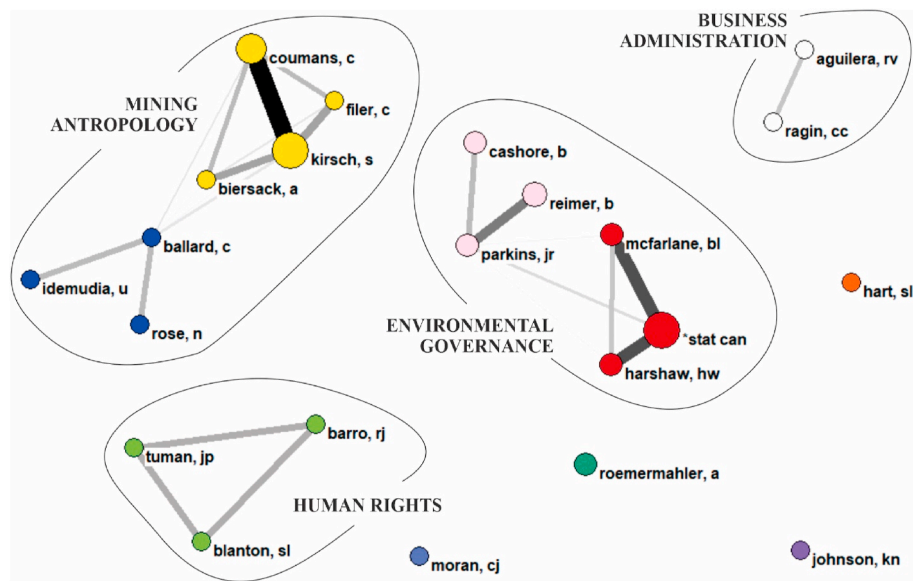 BUSINESS
ADMINISTRATION
aguilera, rv
ragin, cc
MINING
ANTROPOLOGY
coumans, c
filer, c
kirsch, s
biersack, a
ballard, c
idemudia, u
rose, n
cashore, b
reimer, b
parkins, jr
mcfarlane, bl
*stat can
harshaw, hw
ENVIRONMENTAL
GOVERNANCE
hart, sl
barro, rj
tuman, jp
blanton, sl
HUMAN RIGHTS
roemermahler, a
moran, cj
johnson, kn